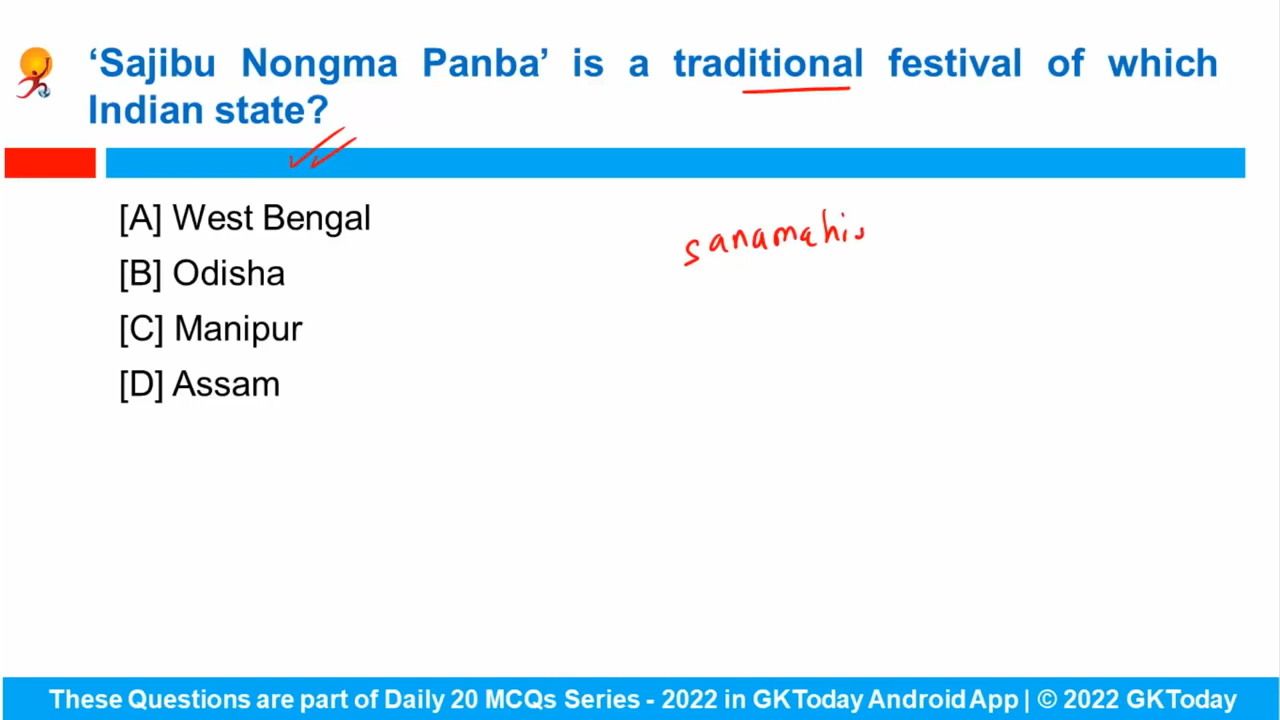 ‘Sajibu Nongma Panba’ is a traditional festival of which
Indian state?
[A] West Bengal
[B] Odisha
[C] Manipur
[D] Assam
sanamahis
These Questions are part of Daily 20 MCQs Series - 2022 in GKToday Android App | © 2022 GKToday